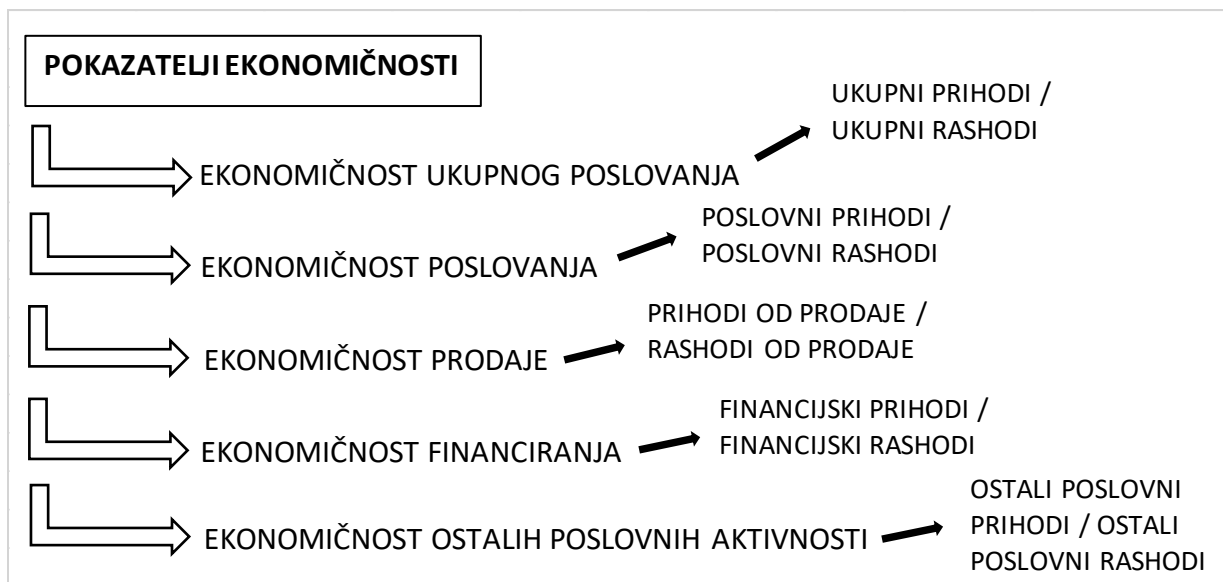 POKAZATELJI EKONOMIČNOSTI
EKONOMIČNOST UKUPNOG POSLOVANJA
UKUPNI PRIHODI /
UKUPNI RASHODI
EKONOMIČNOST POSLOVANJA
POSLOVNI PRIHODI /
POSLOVNI RASHODI
EKONOMIČNOST PRODAJE
PRIHODI OD PRODAJE /
RASHODI OD PRODAJE
EKONOMIČNOST FINANCIRANJA
FINANCIJSKI PRIHODI /
FINANCIJSKI RASHODI
EKONOMIČNOST OSTALIH POSLOVNIH AKTIVNOSTI
OSTALI POSLOVNI
PRIHODI / OSTALI
POSLOVNI RASHODI